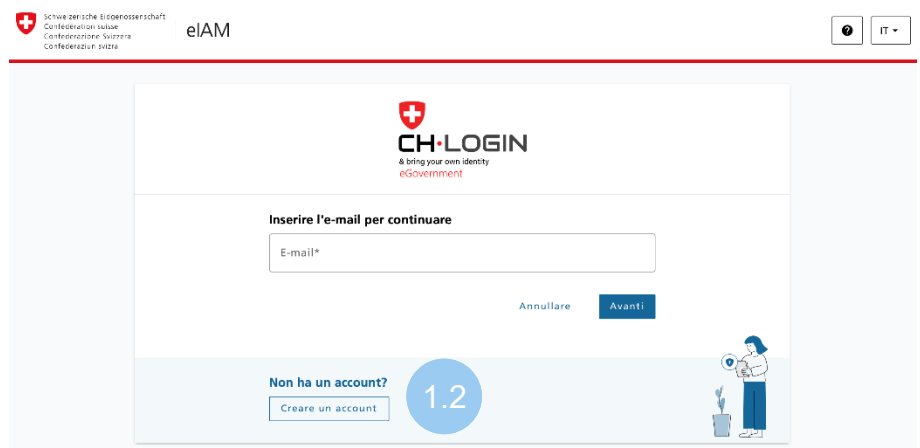 Schweizerische Eidgenossenschaft
Confédération suisse
Confederazione Svizzera
Confederaziun svizra
eIAM
IT
CH·LOGIN
& bring your own identity
eGovernment
Inserire l'e-mail per continuare
E-mail*
Annullare
Avanti
Non ha un account?
Creare un account
1.2